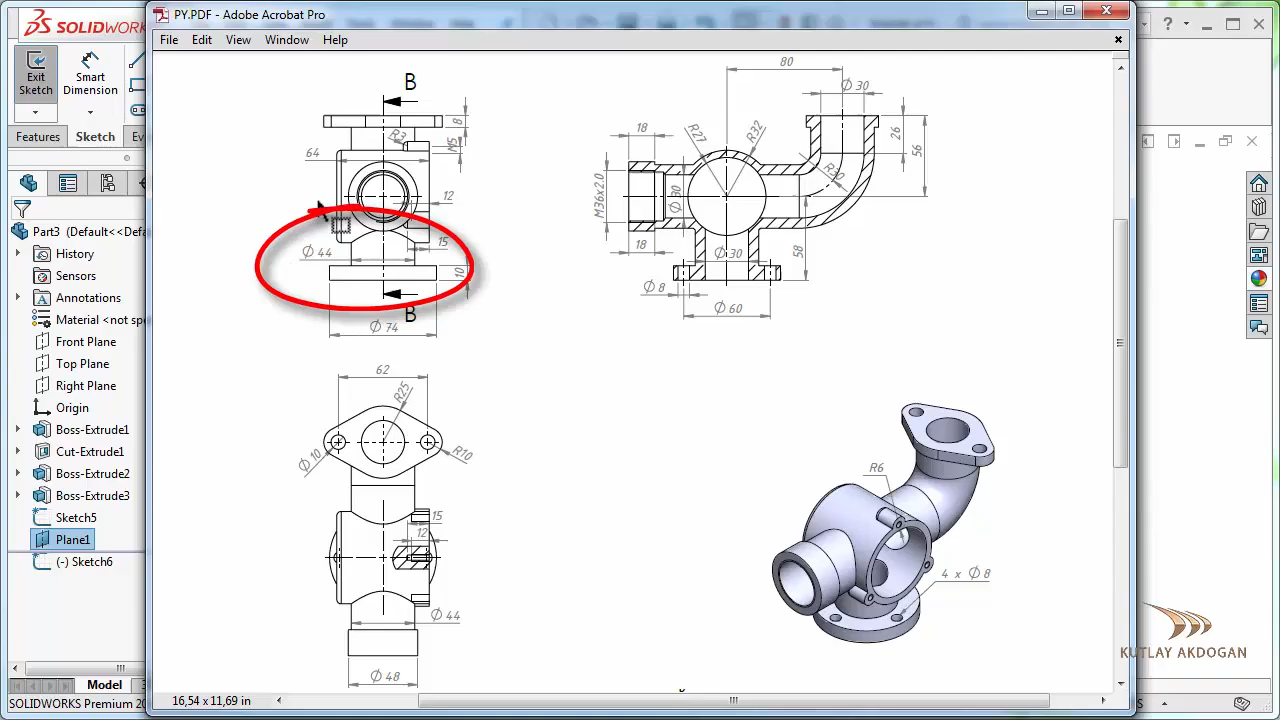 PY.PDF - Adobe Acrobat Pro
File Edit View Window Help
SOLIDWO
Exit Sketch
Smart Dimension
Features Sketch Ev
Part3 (Default<<Def
History
Sensors
Annotations
Material <not spe
Front Plane
Top Plane
Right Plane
Origin
Boss-Extrude1
Cut-Extrude1
Boss-Extrude2
Boss-Extrude3
Sketch5
Plane1
(-) Sketch6
Model
SOLIDWORKS Premium 20
16,54 x 11,69 in
B
8
R3
M5
64
12
15
Φ 44
10
B
Φ 74
80
Φ 30
18
R27
R32
26
56
R30
M36x2.0
Φ 30
18
Φ 30
58
Φ 8
Φ 60
62
R25
Φ 10
R10
15
12
Φ 44
Φ 48
R6
4 x Φ 8
KUTLAY AKDOGAN